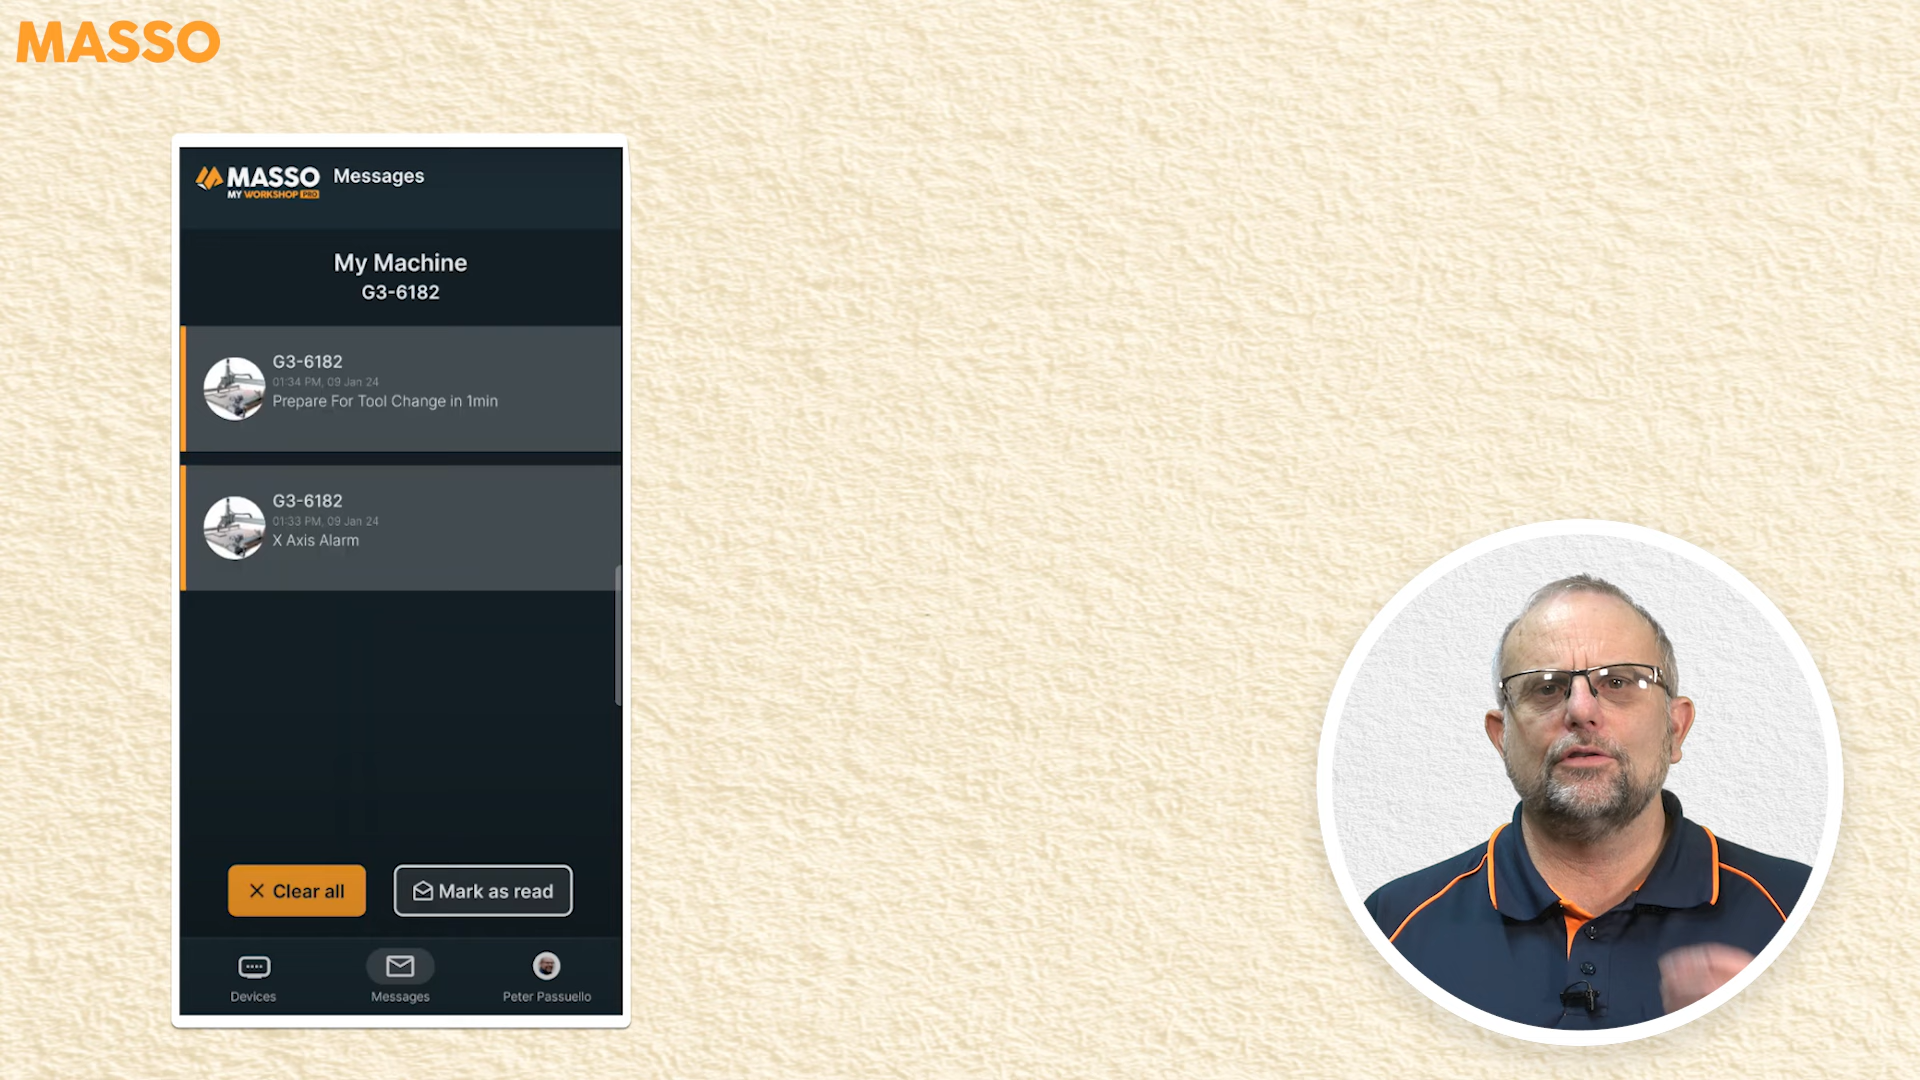 MASSO
MASSO
MY WORKSHOP PRO
Messages
My Machine
G3-6182
G3-6182
01:34 PM, 09 Jan 24
Prepare For Tool Change in 1min
G3-6182
01:33 PM, 09 Jan 24
X Axis Alarm
Clear all
Mark as read
Devices
Messages
Peter Passuello